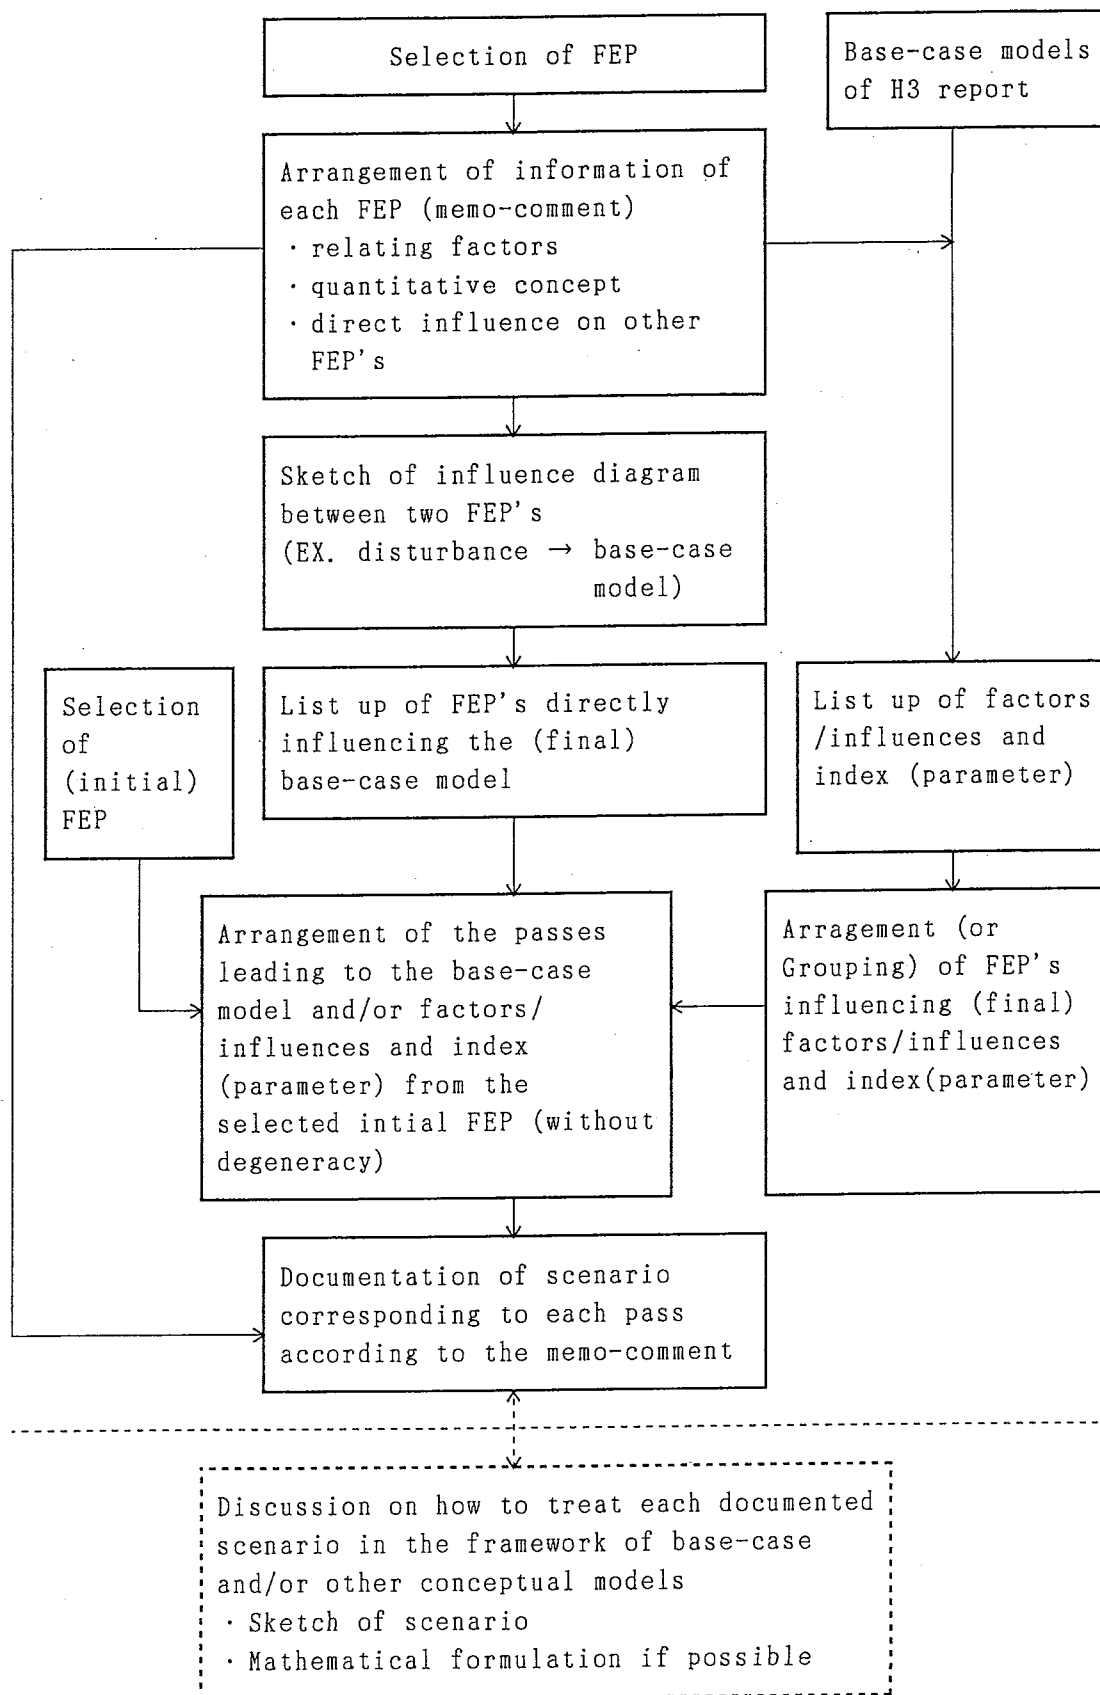 Selection of FEP
Base-case models
of H3 report
Arrangement of information of
each FEP (memo-comment)
・relating factors
・quantitative concept
・direct influence on other
FEP's
Sketch of influence diagram
between two FEP's
(EX. disturbance → base-case
model)
Selection
of
(initial)
FEP
List up of FEP's directly
influencing the (final)
base-case model
List up of factors
/influences and
index (parameter)
Arrangement of the passes
leading to the base-case
model and/or factors/
influences and index
(parameter) from the
selected intial FEP (without
degeneracy)
Arragement (or
Grouping) of FEP's
influencing (final)
factors/influences
and index(parameter)
Documentation of scenario
corresponding to each pass
according to the memo-comment
Discussion on how to treat each documented
scenario in the framework of base-case
and/or other conceptual models
・Sketch of scenario
・Mathematical formulation if possible